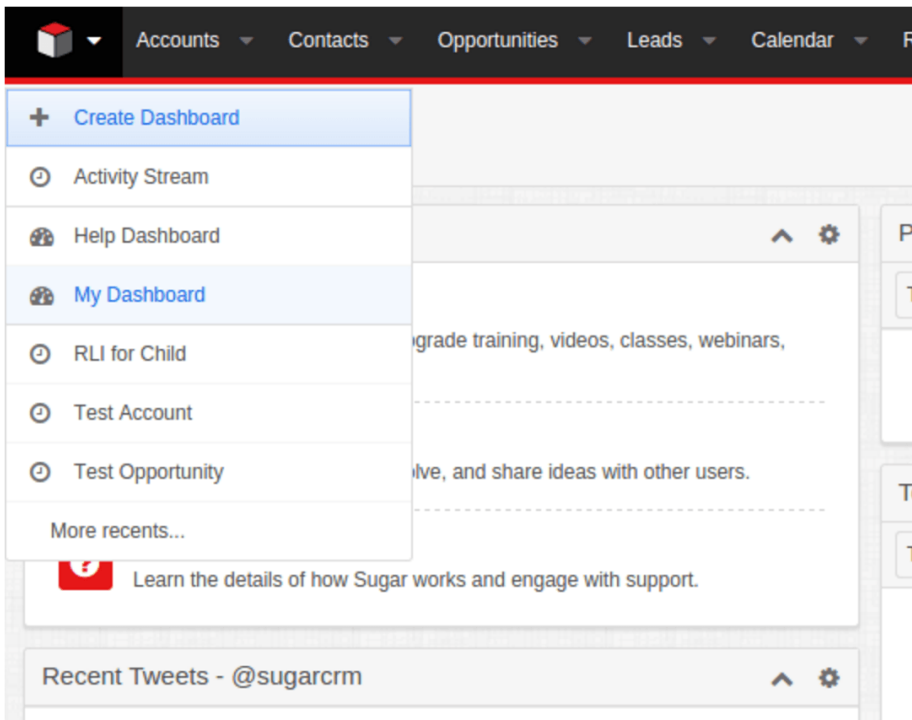 Accounts Contacts Opportunities Leads Calendar
Create Dashboard
Activity Stream
Help Dashboard
My Dashboard
RLI for Child
training, videos, classes, webinars,
Test Account
Test Opportunity
and share ideas with other users.
More recents...
Learn the details of how Sugar works and engage with support.
Recent Tweets - @sugarcrm